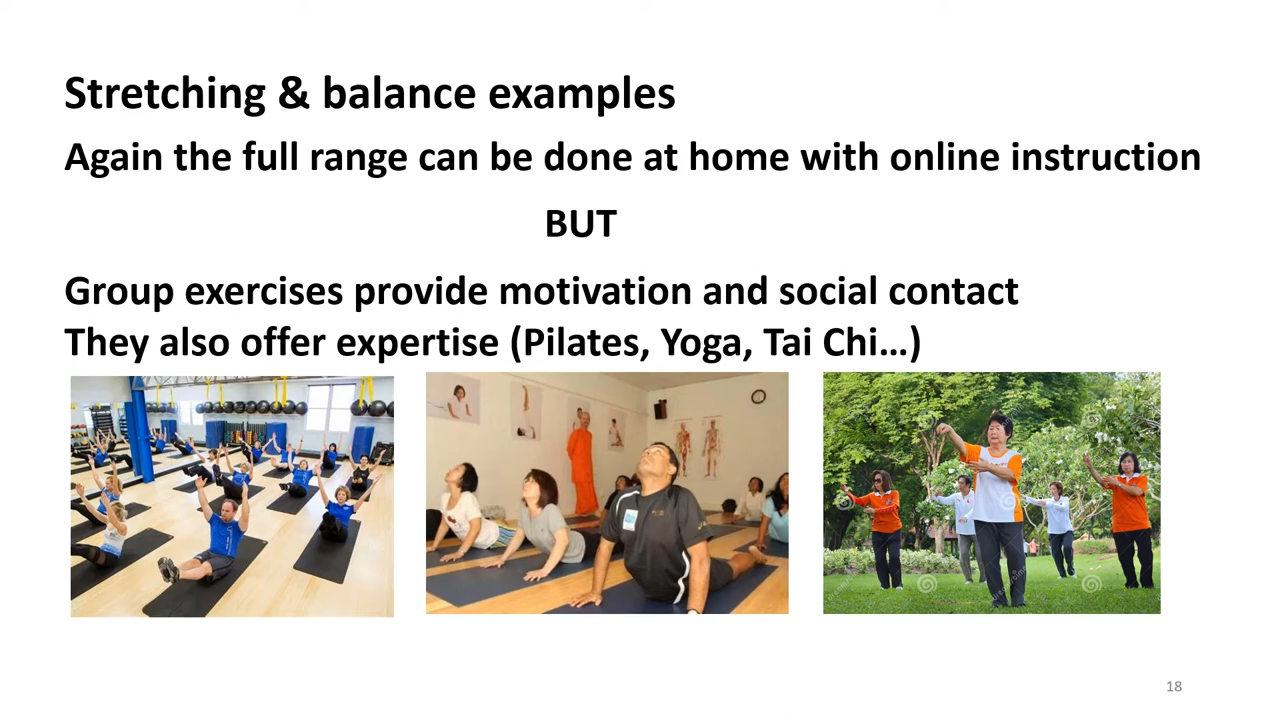 Stretching & balance examples
Again the full range can be done at home with online instruction
BUT
Group exercises provide motivation and social contact
They also offer expertise (Pilates, Yoga, Tai Chi...)
18